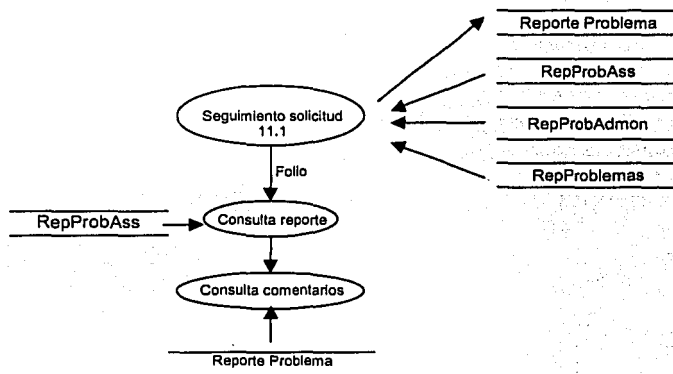 Reporte Problema
RepProbAss
Seguimiento solicitud
11.1
RepProbAdmon
Folio
RepProblemas
RepProbAss
Consulta reporte
Consulta comentarios
Reporte Problema